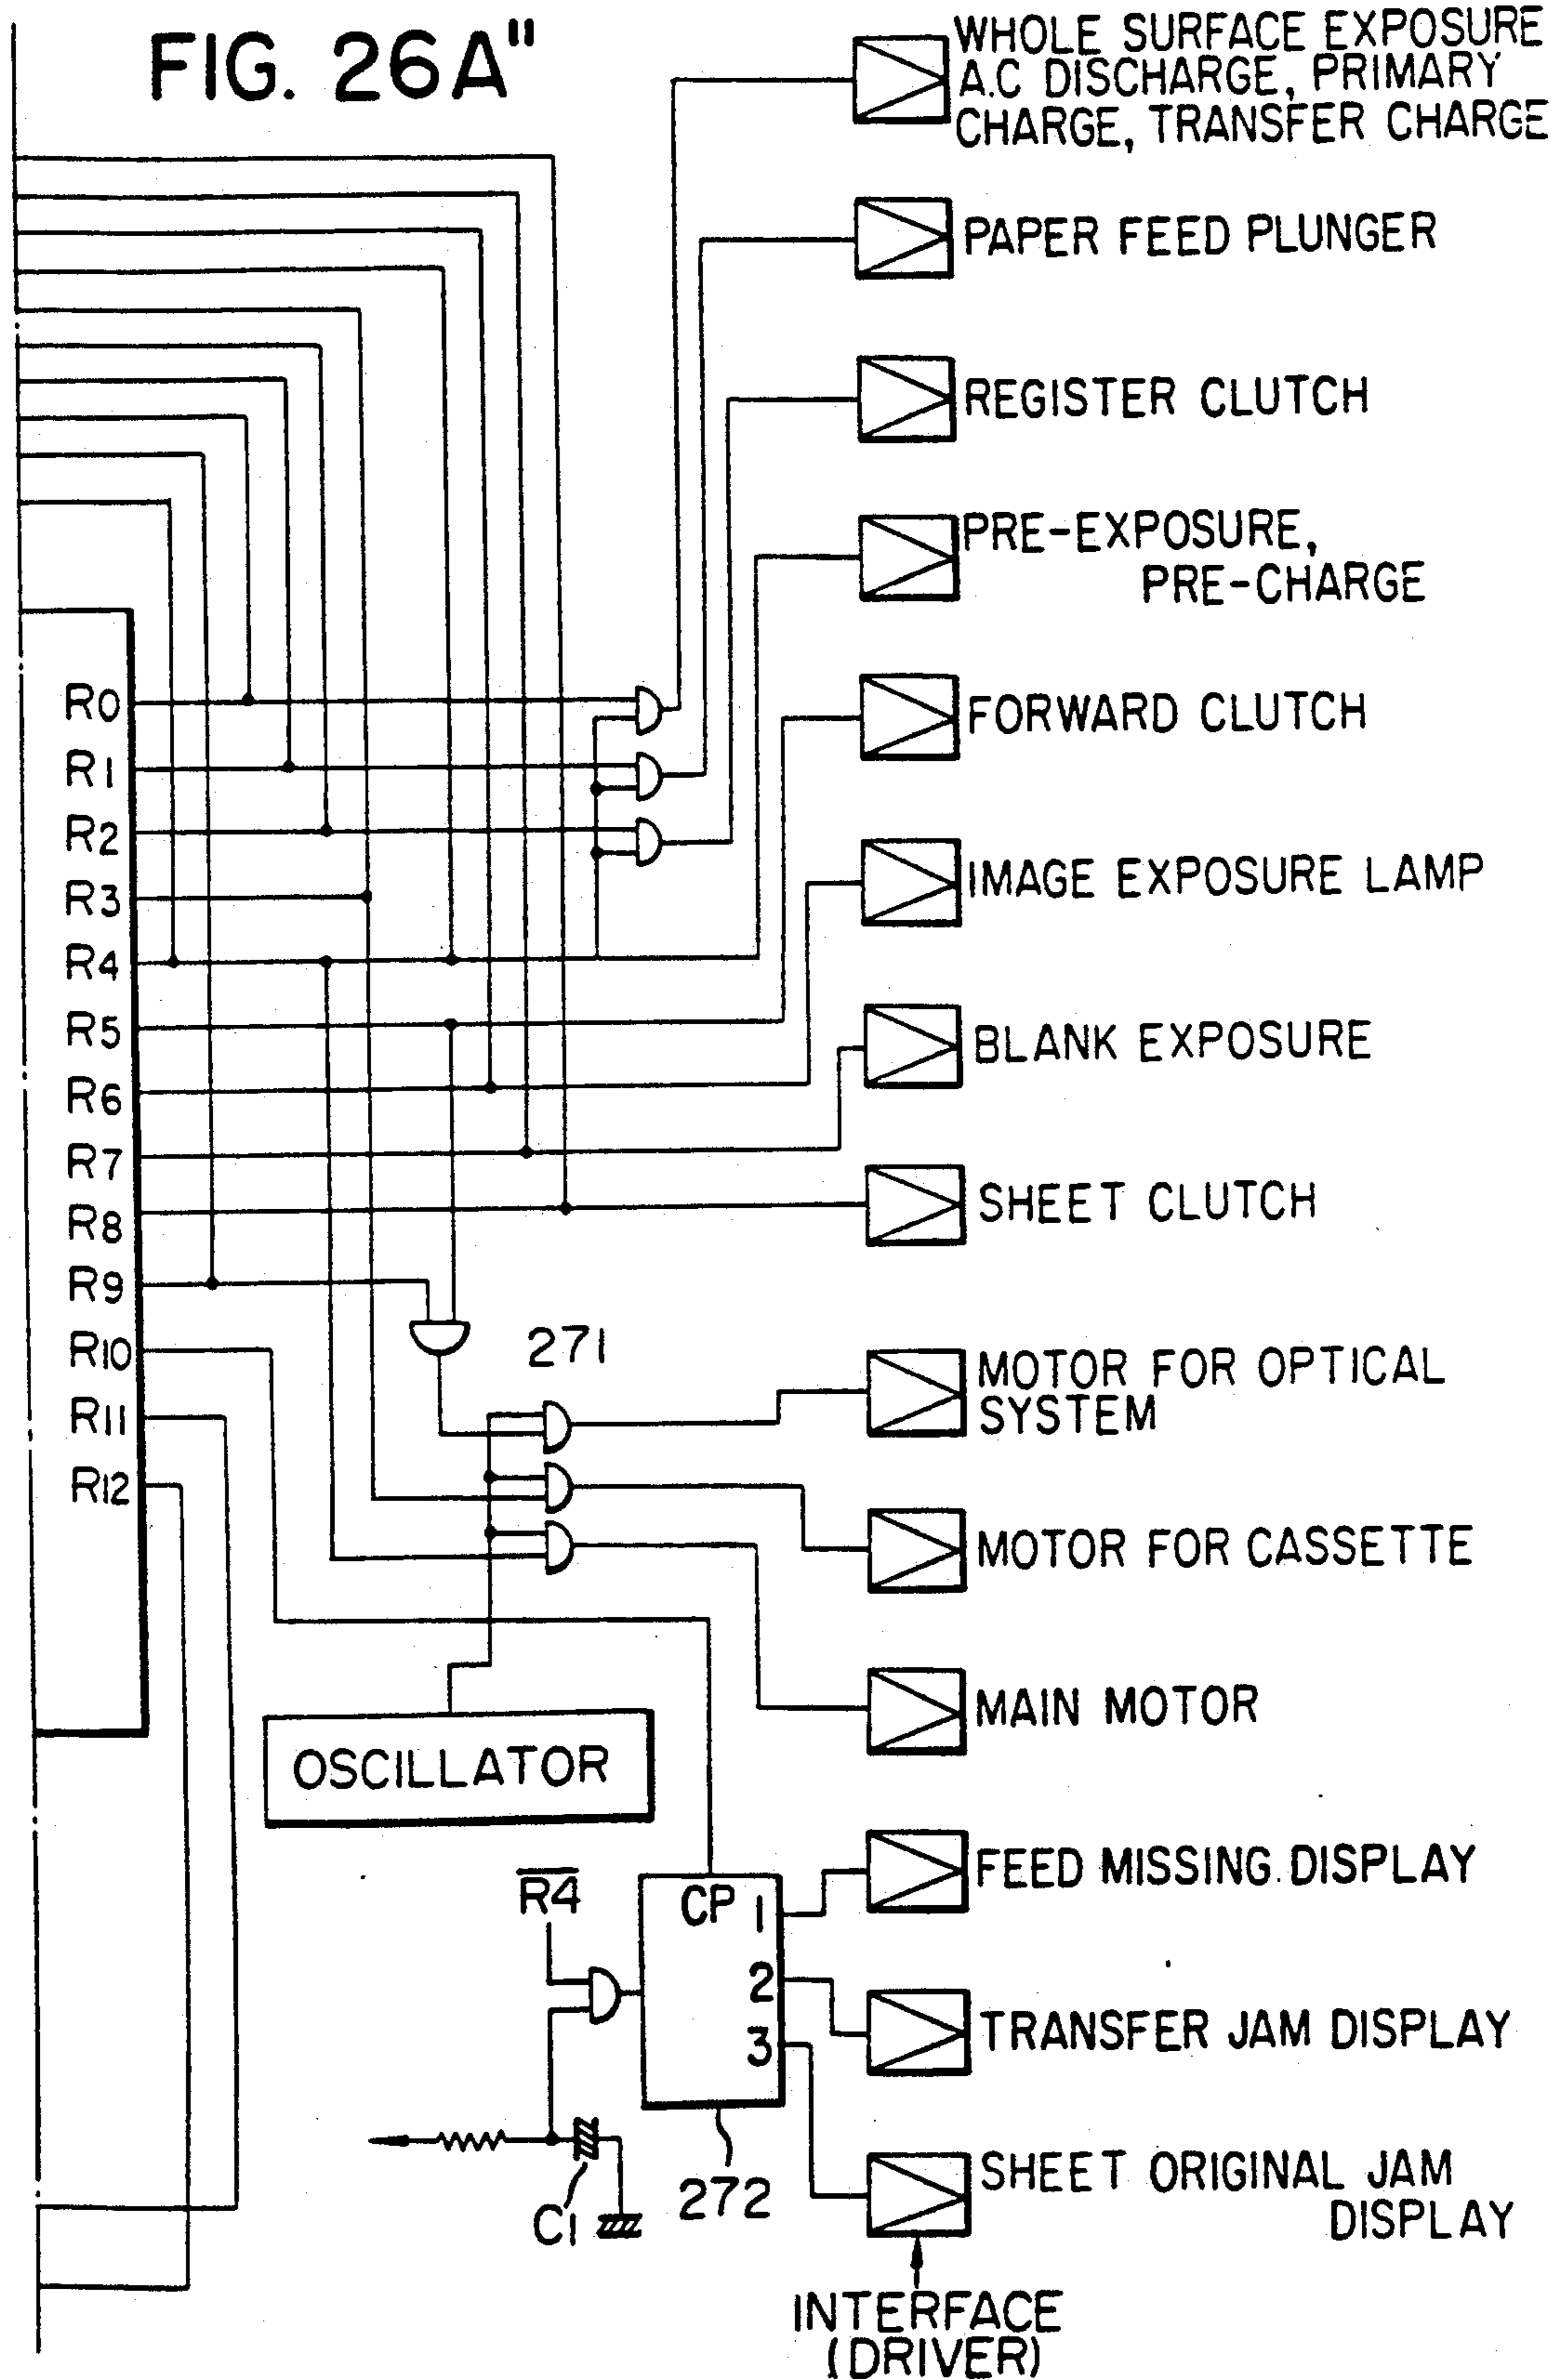 FIG. 26A"
WHOLE SURFACE EXPOSURE
A.C DISCHARGE, PRIMARY
CHARGE, TRANSFER CHARGE
PAPER FEED PLUNGER
REGISTER CLUTCH
PRE-EXPOSURE,
PRE-CHARGE
FORWARD CLUTCH
IMAGE EXPOSURE LAMP
BLANK EXPOSURE
SHEET CLUTCH
R0
R1
R2
R3
R4
R5
R6
R7
R8
R9
R10
R11
R12
271
MOTOR FOR OPTICAL
SYSTEM
MOTOR FOR CASSETTE
MAIN MOTOR
OSCILLATOR
FEED MISSING DISPLAY
R̅4̅
CP 1
2
3
TRANSFER JAM DISPLAY
SHEET ORIGINAL JAM
DISPLAY
C1
272
INTERFACE
(DRIVER)